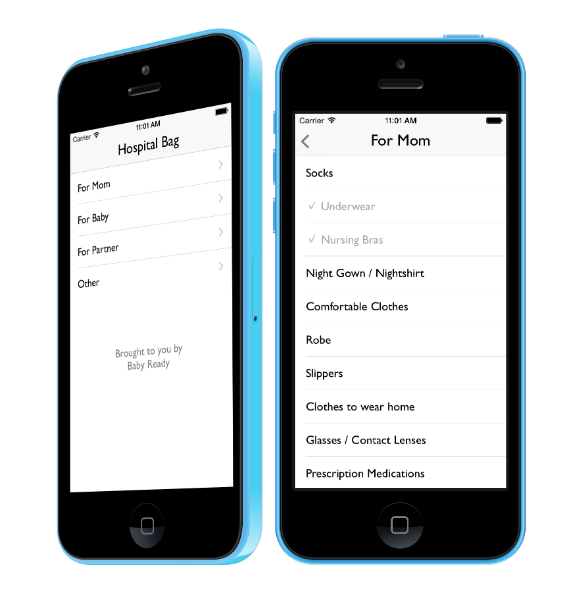 Carrier 11:01 AM
Hospital Bag
For Mom
For Baby
For Partner
Other
Brought to you by
Baby Ready
Carrier 11:01 AM
For Mom
Socks
✓ Underwear
✓ Nursing Bras
Night Gown / Nightshirt
Comfortable Clothes
Robe
Slippers
Clothes to wear home
Glasses / Contact Lenses
Prescription Medications